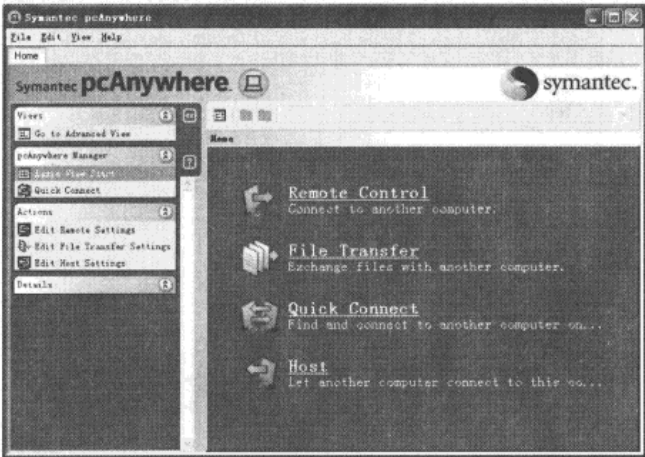 Symantec pcAnywhere
File Edit View Help
Home
Symantec pcAnywhere
symantec.
Views
Go to Advanced View
pcAnywhere Manager
Basic View Start
Quick Connect
Actions
Edit Remote Settings
Edit File Transfer Settings
Edit Host Settings
Details
Home
Remote Control
Connect to another computer.
File Transfer
Exchange files with another computer.
Quick Connect
Find and connect to another computer on...
Host
Let another computer connect to this co...